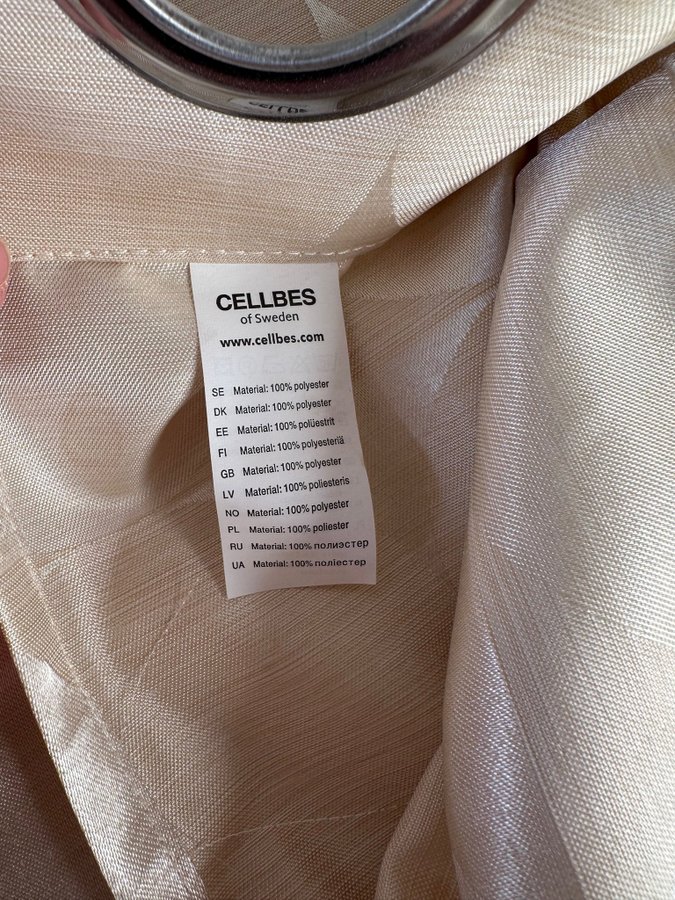 CELLBES
of Sweden
www.cellbes.com
SE Material: 100% polyester
DK Material: 100% polyester
EE Material: 100% polüestrit
FI Material: 100% polyesteriä
GB Material: 100% polyester
LV Material: 100% poliesteris
NO Material: 100% polyester
PL Material: 100% poliester
RU Material: 100% полиэстер
UA Material: 100% поліестер